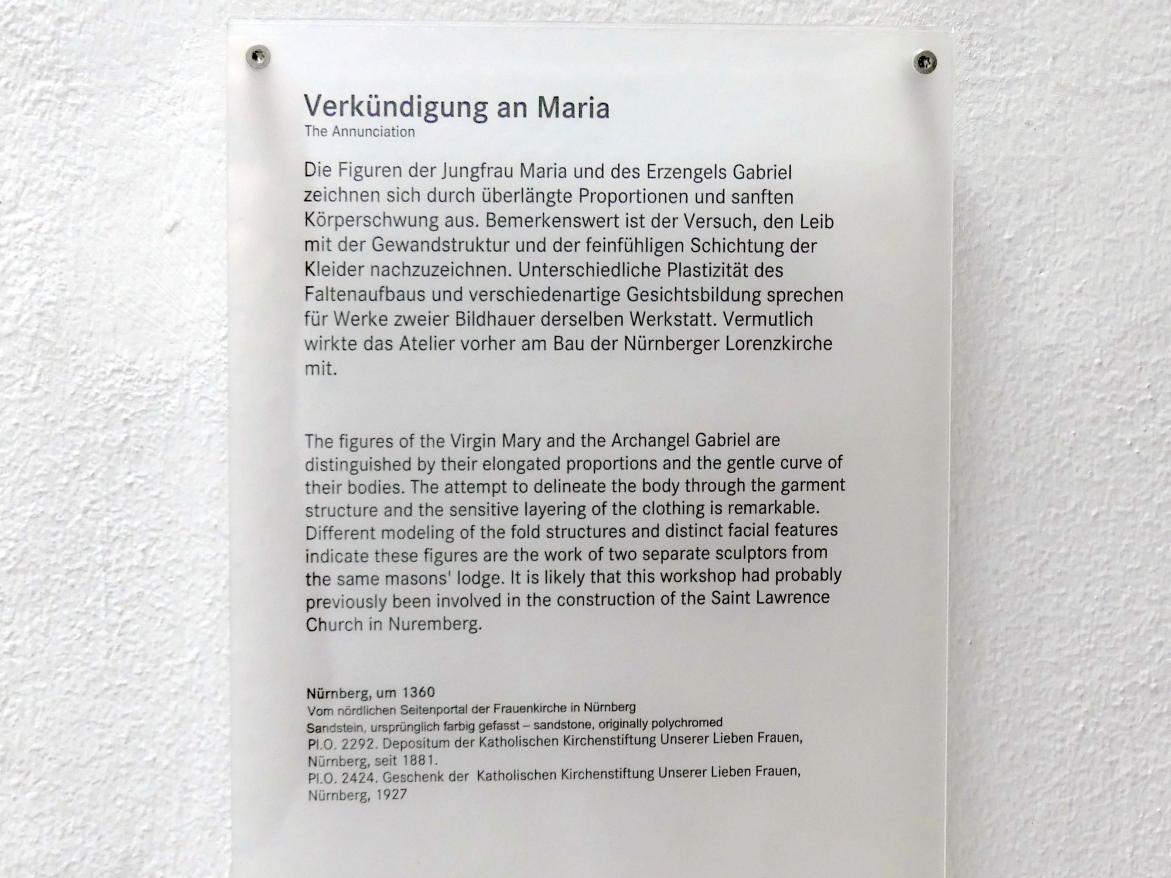 Verkündigung an Maria
The Annunciation
Die Figuren der Jungfrau Maria und des Erzengels Gabriel
zeichnen sich durch überlängte Proportionen und sanften
Körperschwung aus. Bemerkenswert ist der Versuch, den Leib
mit der Gewandstruktur und der feinfühligen Schichtung der
Kleider nachzuzeichnen. Unterschiedliche Plastizität des
Faltenaufbaus und verschiedenartige Gesichtsbildung sprechen
für Werke zweier Bildhauer derselben Werkstatt. Vermutlich
wirkte das Atelier vorher am Bau der Nürnberger Lorenzkirche
mit.
The figures of the Virgin Mary and the Archangel Gabriel are
distinguished by their elongated proportions and the gentle curve of
their bodies. The attempt to delineate the body through the garment
structure and the sensitive layering of the clothing is remarkable.
Different modeling of the fold structures and distinct facial features
indicate these figures are the work of two separate sculptors from
the same masons' lodge. It is likely that this workshop had probably
previously been involved in the construction of the Saint Lawrence
Church in Nuremberg.
Nürnberg, um 1360
Vom nördlichen Seitenportal der Frauenkirche in Nürnberg
Sandstein, ursprünglich farbig gefasst – sandstone, originally polychromed
Pl.O. 2292. Depositum der Katholischen Kirchenstiftung Unserer Lieben Frauen,
Nürnberg, seit 1881.
Pl.O. 2424. Geschenk der Katholischen Kirchenstiftung Unserer Lieben Frauen,
Nürnberg, 1927